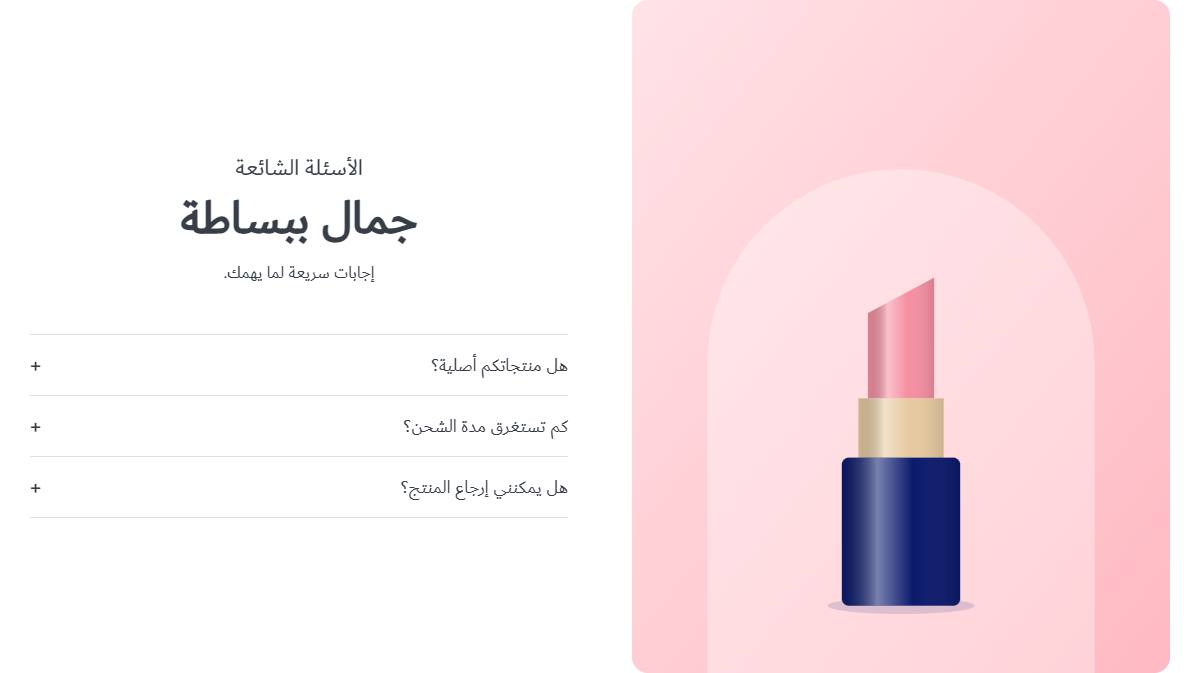 الأسئلة الشائعة
جمال ببساطة
إجابات سريعة لما يهمك.
هل منتجاتكم أصلية؟ +
كم تستغرق مدة الشحن؟ +
هل يمكنني إرجاع المنتج؟ +